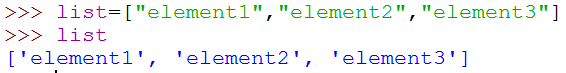 >>> list=["element1","element2","element3"]
>>> list
['element1', 'element2', 'element3']